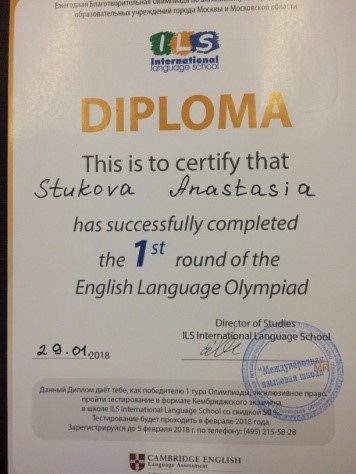 Ежегодная Благотворительная Олимпиада по
образовательных учреждений города Москвы и Московской области
ILS
International
language school
DIPLOMA
This is to certify that
Stukova Anastasia
has successfully completed
the 1st round of the
English Language Olympiad
Director of Studies
ILS International Language School
29.01.2018
"Международная
языковая школа"
Данный Диплом даёт тебе, как победителю 1 тура Олимпиады, эксклюзивное право
пройти тестирование в формате Кембриджского экзамена
в школе ILS International Language School со скидкой 50 %.
Тестирование будет проходить в феврале 2018 года.
Зарегистрируйся до 5 февраля 2018 г. по телефону: (495) 215-58-28
CAMBRIDGE ENGLISH
Language Assessment